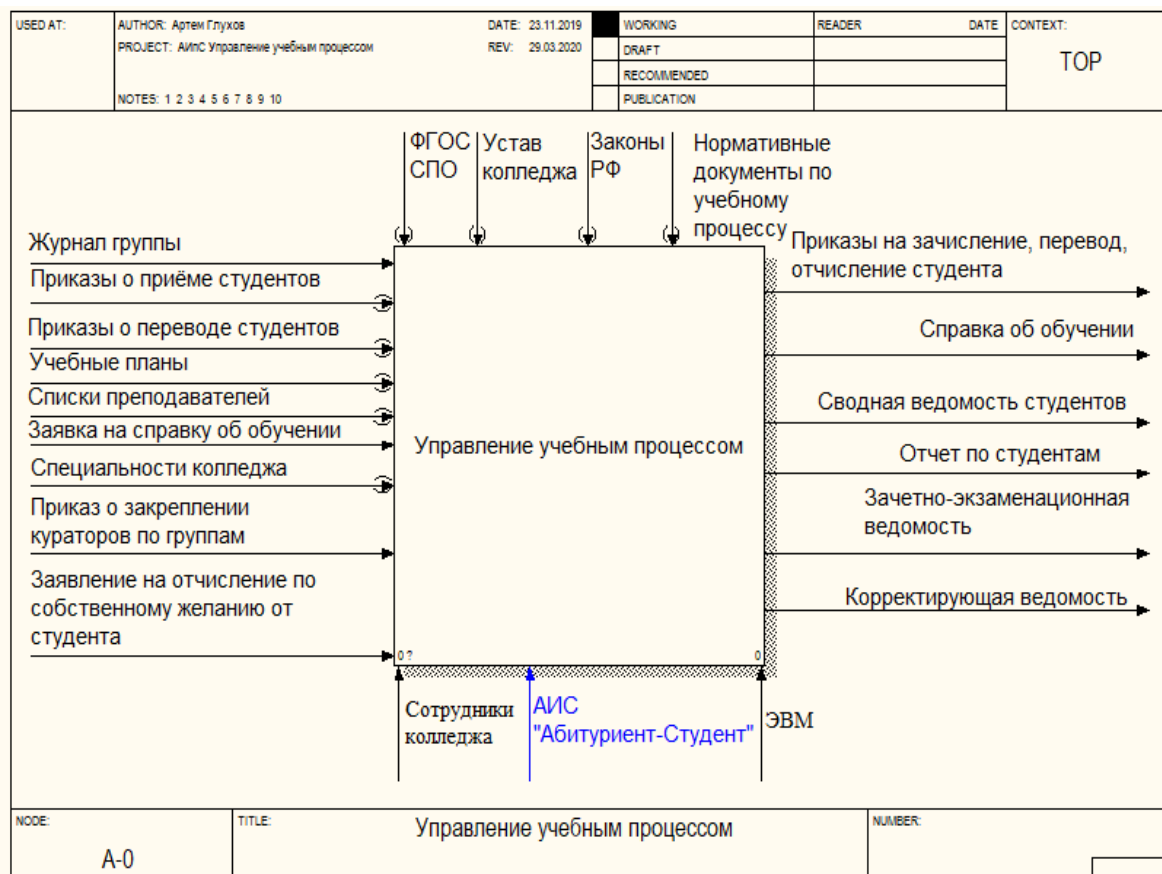 USED AT:
AUTHOR: Артем Глухов
DATE: 23.11.2019
PROJECT: АИпС Управление учебным процессом
REV: 29.03.2020
NOTES: 1 2 3 4 5 6 7 8 9 10
WORKING
DRAFT
RECOMMENDED
PUBLICATION
READER
DATE
CONTEXT:
TOP
ФГОС
СПО
Устав
колледжа
Законы
РФ
Нормативные
документы по
учебному
процессу
Журнал группы
Приказы о приёме студентов
Приказы о переводе студентов
Учебные планы
Списки преподавателей
Заявка на справку об обучении
Специальности колледжа
Приказ о закреплении
кураторов по группам
Заявление на отчисление по
собственному желанию от
студента
Управление учебным процессом
0 ?
0
Приказы на зачисление, перевод,
отчисление студента
Справка об обучении
Сводная ведомость студентов
Отчет по студентам
Зачетно-экзаменационная
ведомость
Корректирующая ведомость
Сотрудники
колледжа
АИС
"Абитуриент-Студент"
ЭВМ
NODE:
A-0
TITLE:
Управление учебным процессом
NUMBER: